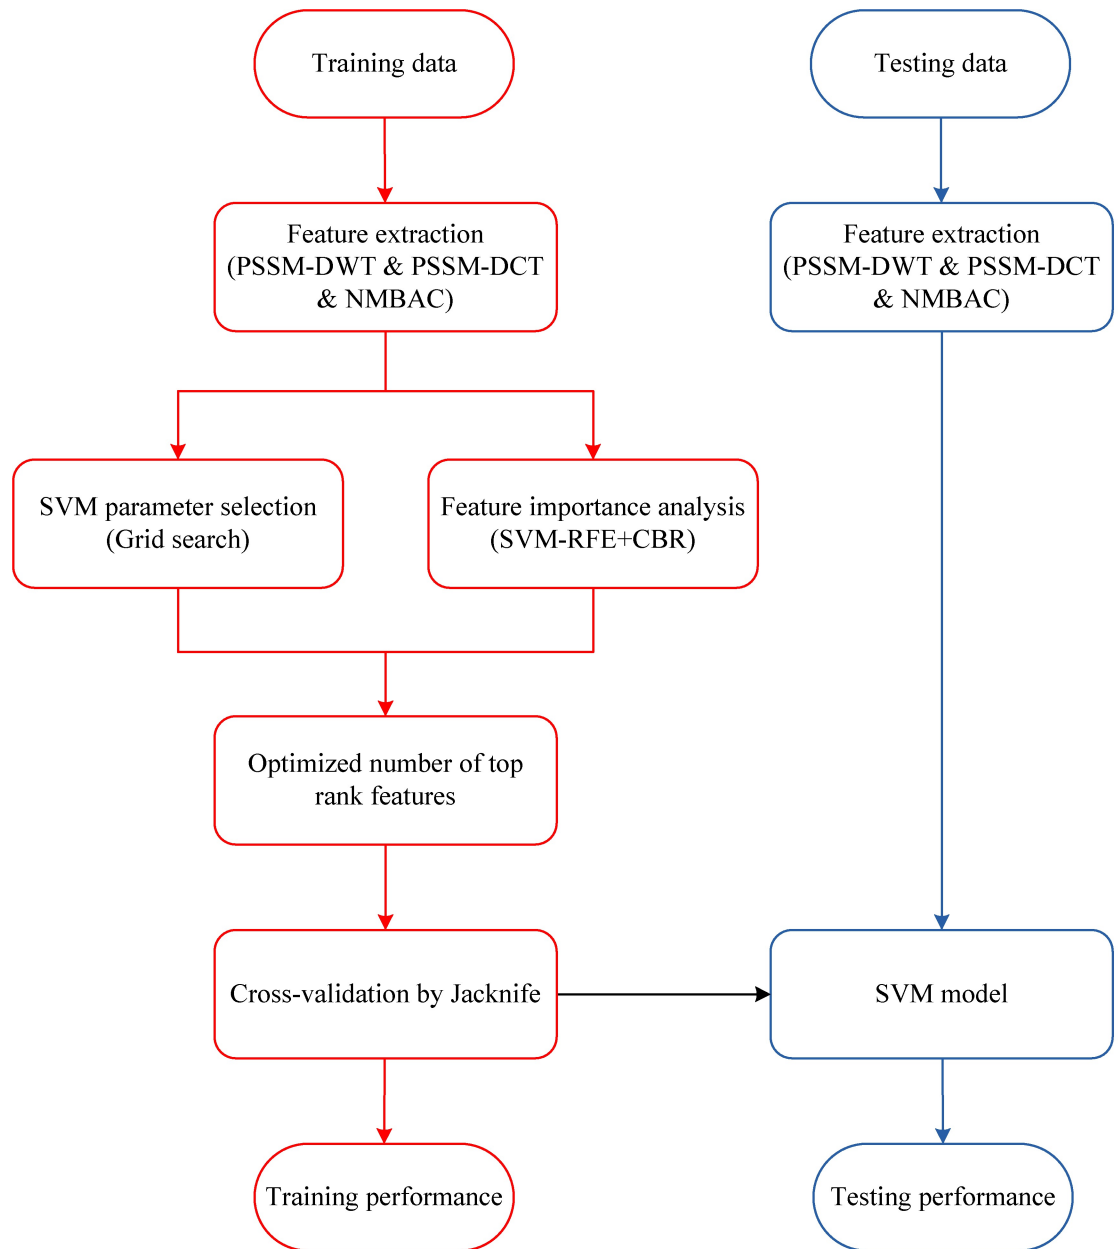 Training data
Testing data
Feature extraction
(PSSM-DWT & PSSM-DCT
& NMBAC)
Feature extraction
(PSSM-DWT & PSSM-DCT
& NMBAC)
SVM parameter selection
(Grid search)
Feature importance analysis
(SVM-RFE+CBR)
Optimized number of top
rank features
Cross-validation by Jacknife
SVM model
Training performance
Testing performance